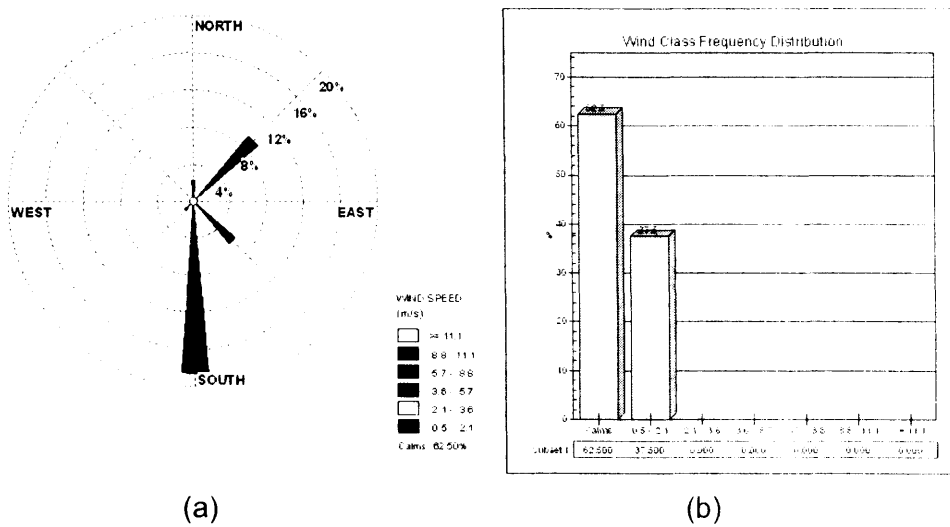 NORTH
20%
16%
12%
8%
4%
WEST
EAST
SOUTH
WIND SPEED
(m/s)
8.8 - 11.1
5.7 - 8.8
3.6 - 5.7
2.1 - 3.6
0.5 - 2.1
Calms: 62.50%
(a)
Wind Class Frequency Distribution
70
60
50
40
30
20
10
0
%
Calms
0.5 - 2.1
62.500
37.500
0.000
0.000
0.000
0.000
0.000
(b)